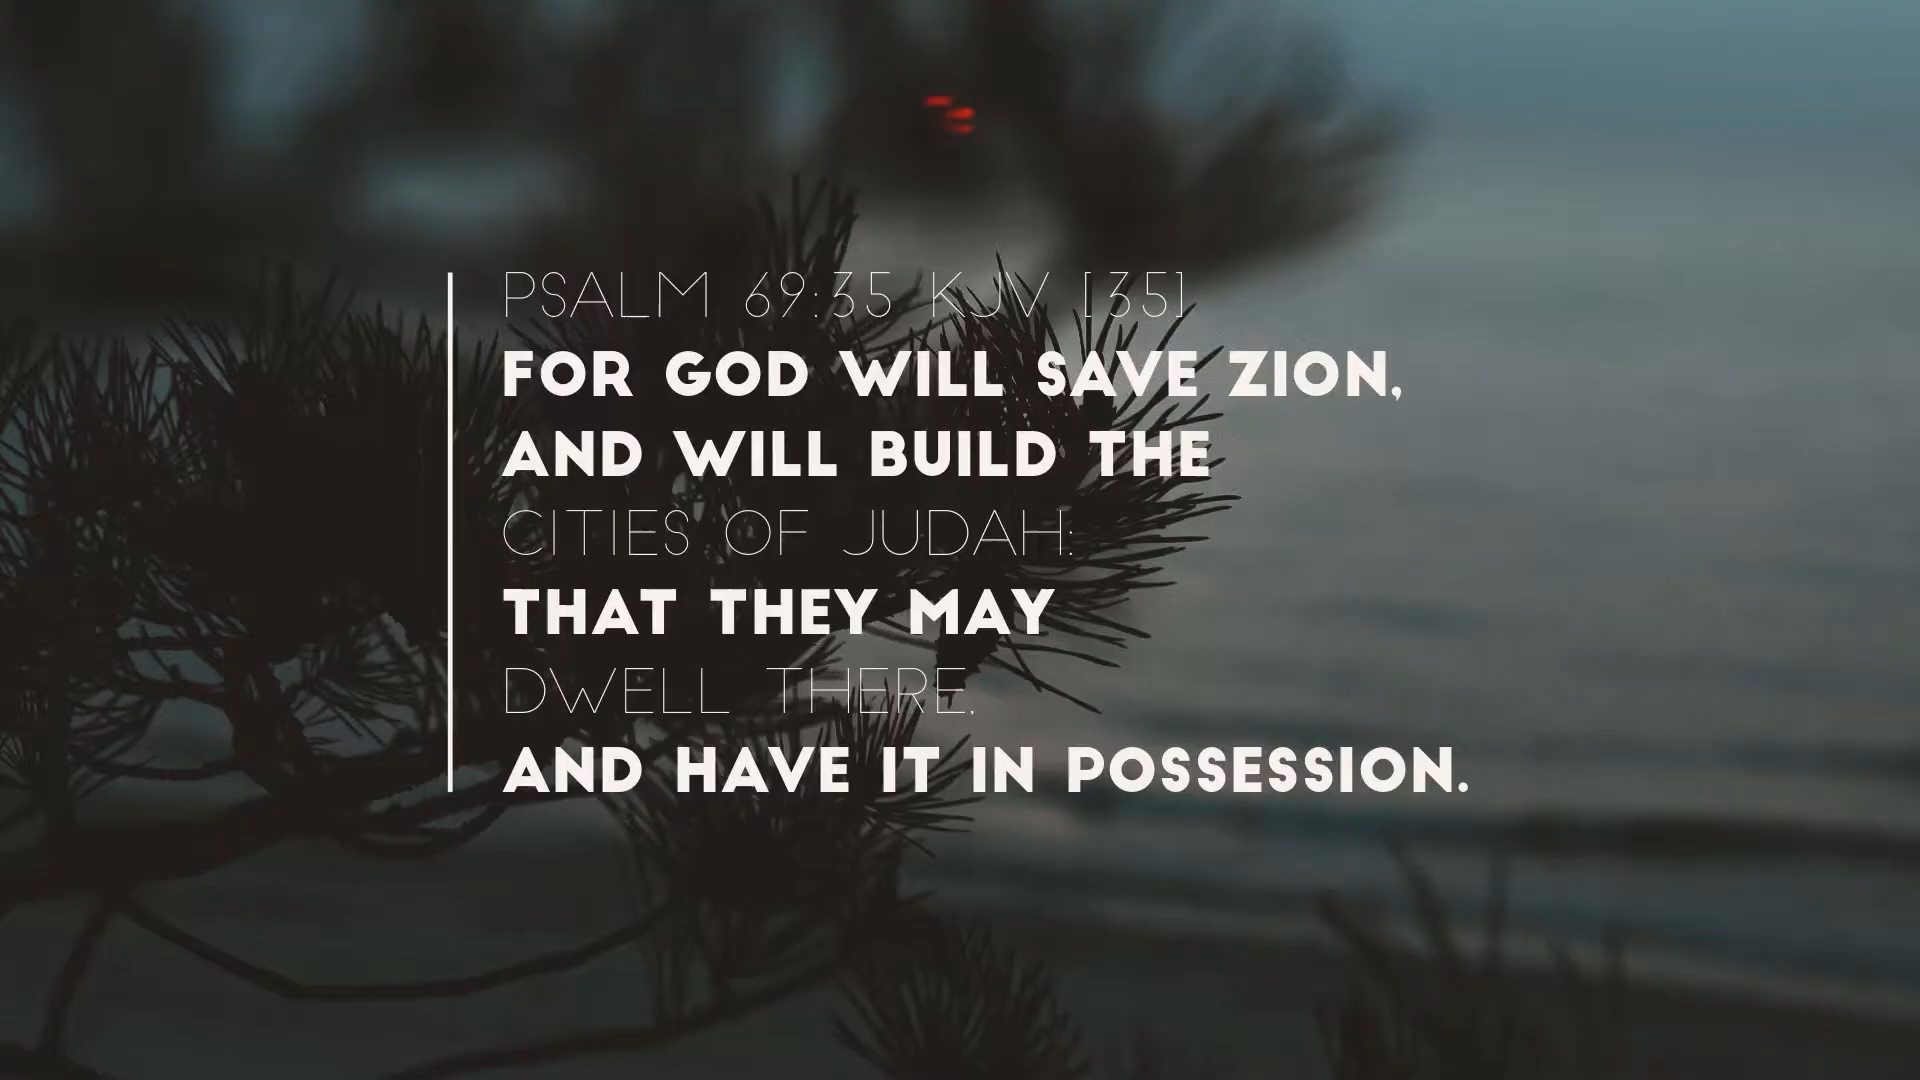 PSALM 69:35 KJV [35]
FOR GOD WILL SAVE ZION,
AND WILL BUILD THE
CITIES OF JUDAH:
THAT THEY MAY
DWELL THERE,
AND HAVE IT IN POSSESSION.